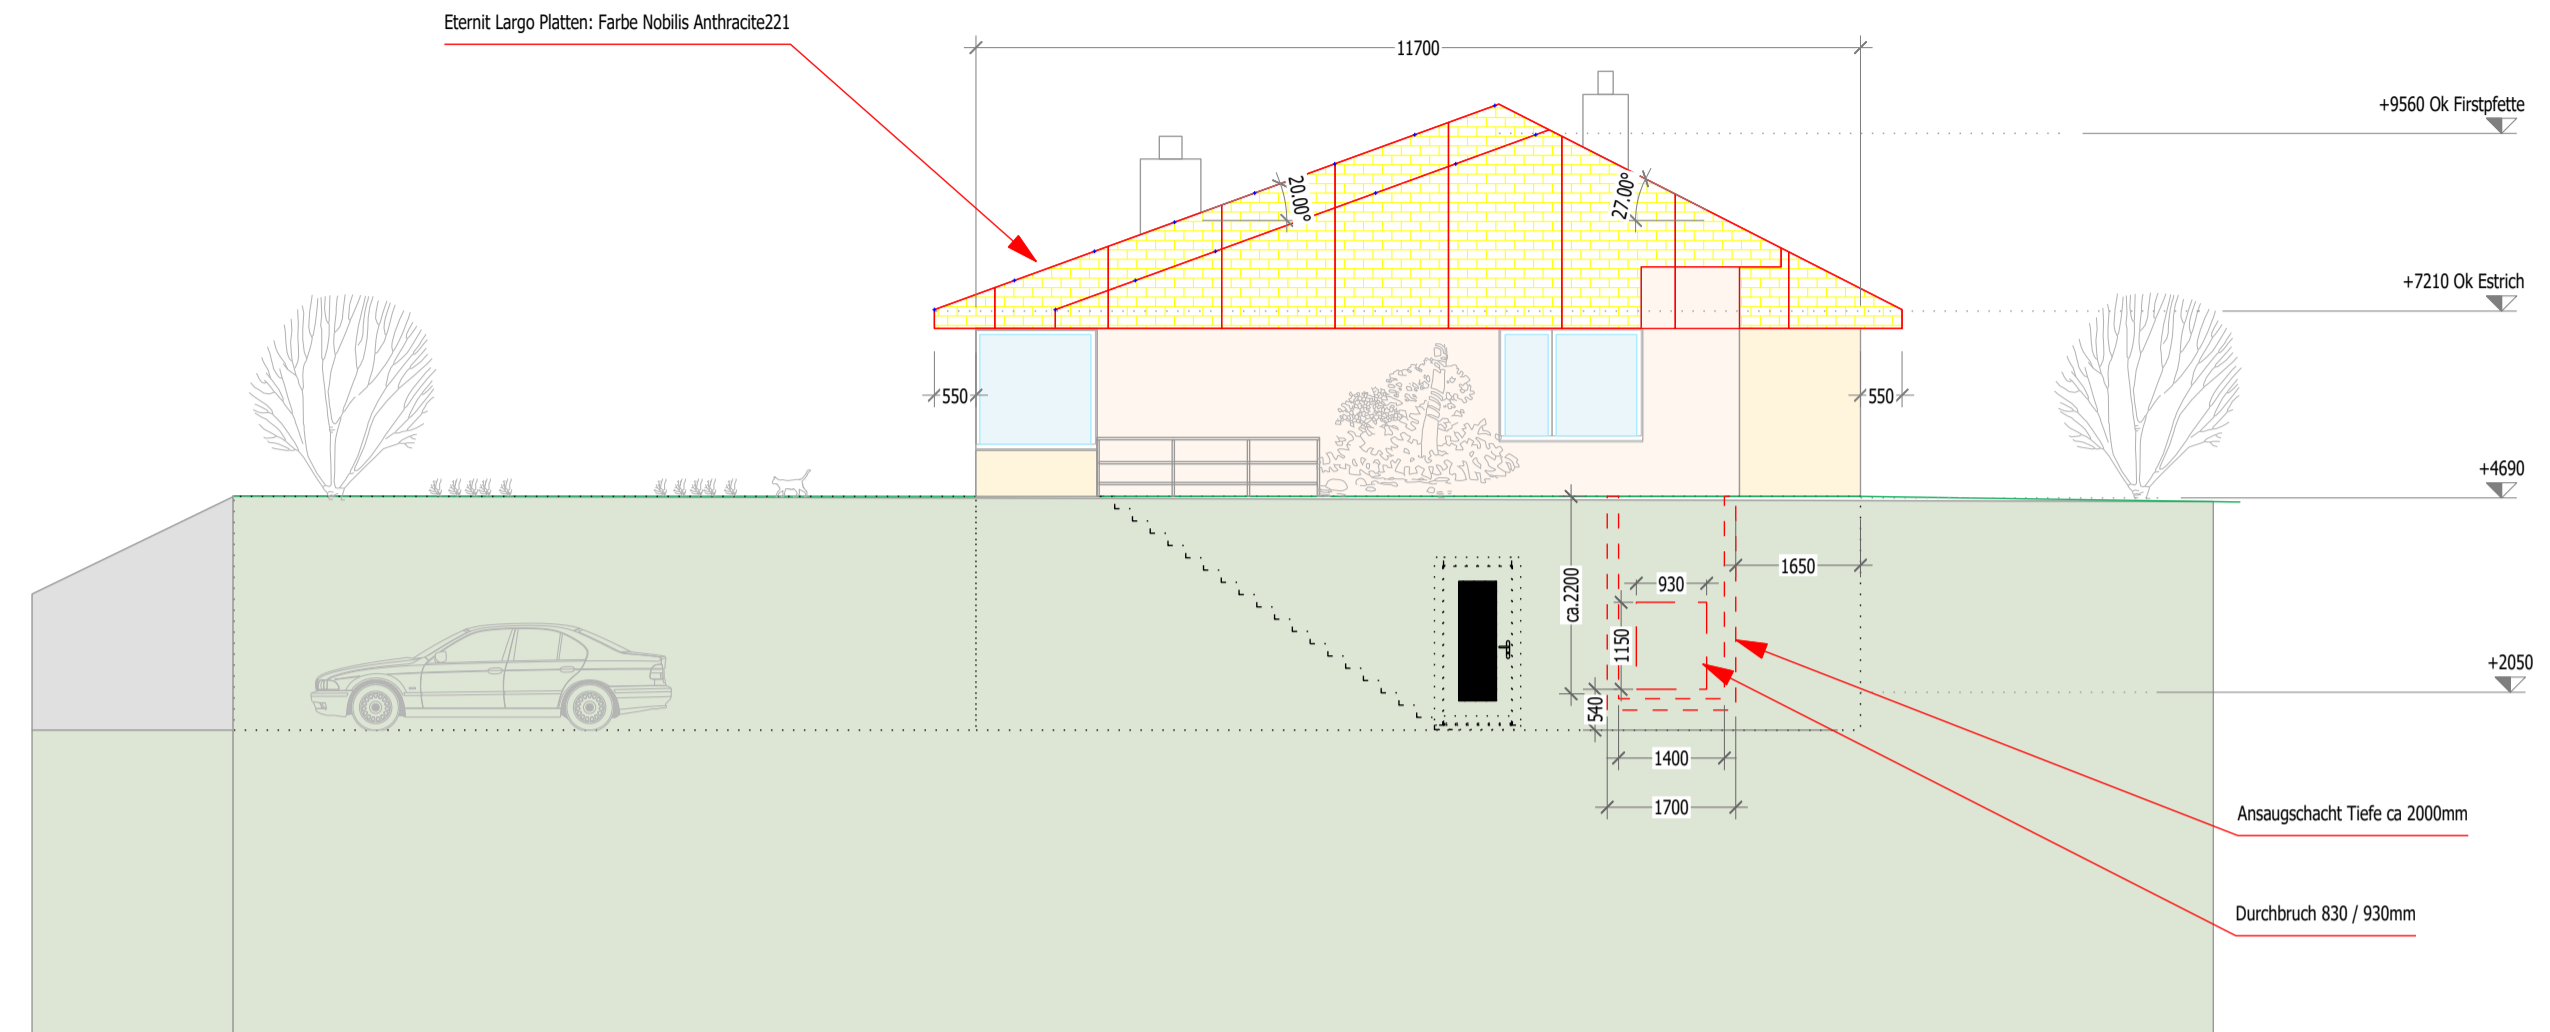 Eternit Largo Platten: Farbe Nobilis Anthracite221
11700
+9560 Ok Firstpfette
20.00°
27.00°
+7210 Ok Estrich
550
550
+4690
1650
930
ca.2200
1150
+2050
540
1400
1700
Ansaugschacht Tiefe ca 2000mm
Durchbruch 830 / 930mm